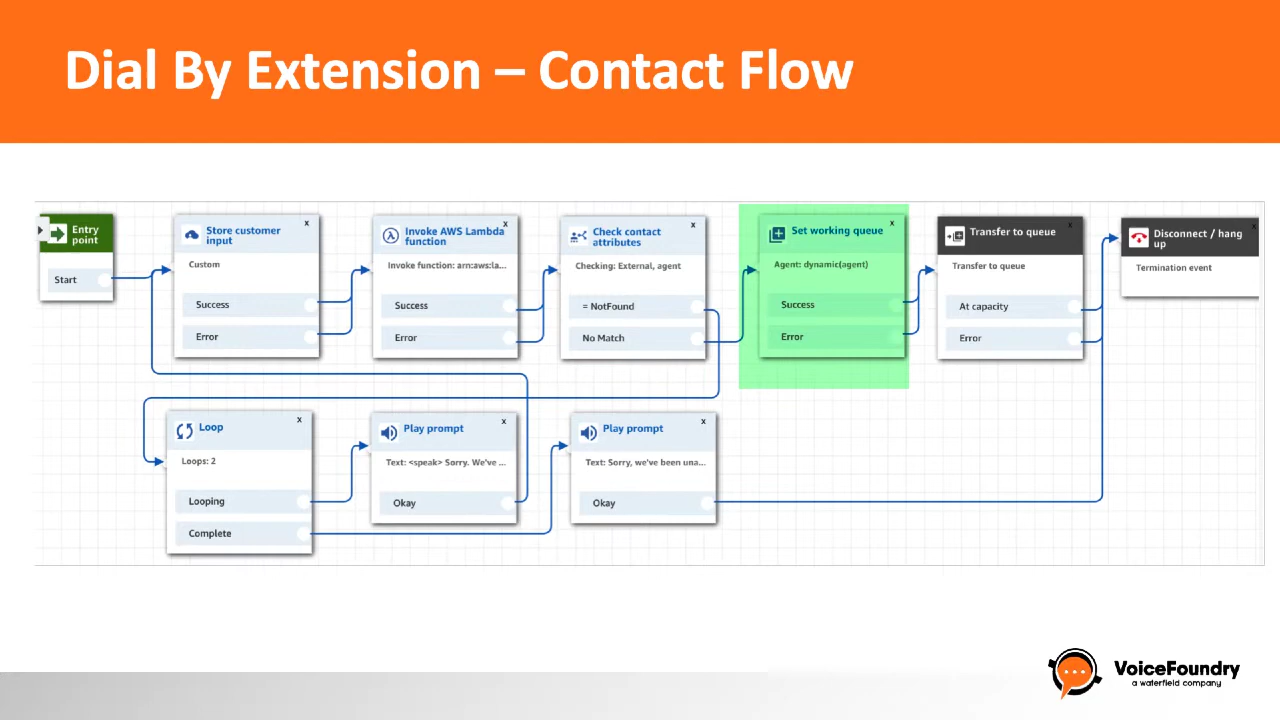 Dial By Extension – Contact Flow
Entry
point
Start
x
Store customer
input
Custom
Success
Error
x
Invoke AWS Lambda
function
Invoke function: arn:aws:la...
Success
Error
x
Check contact
attributes
Checking: External, agent
= NotFound
No Match
x
Set working queue
Agent: dynamic(agent)
Success
Error
x
Transfer to queue
Transfer to queue
At capacity
Error
x
Disconnect / hang
up
Termination event
x
Loop
Loops: 2
Looping
Complete
x
Play prompt
Text: <speak> Sorry. We've ...
Okay
x
Play prompt
Text: Sorry, we've been una...
Okay
VoiceFoundry
a waterfield company